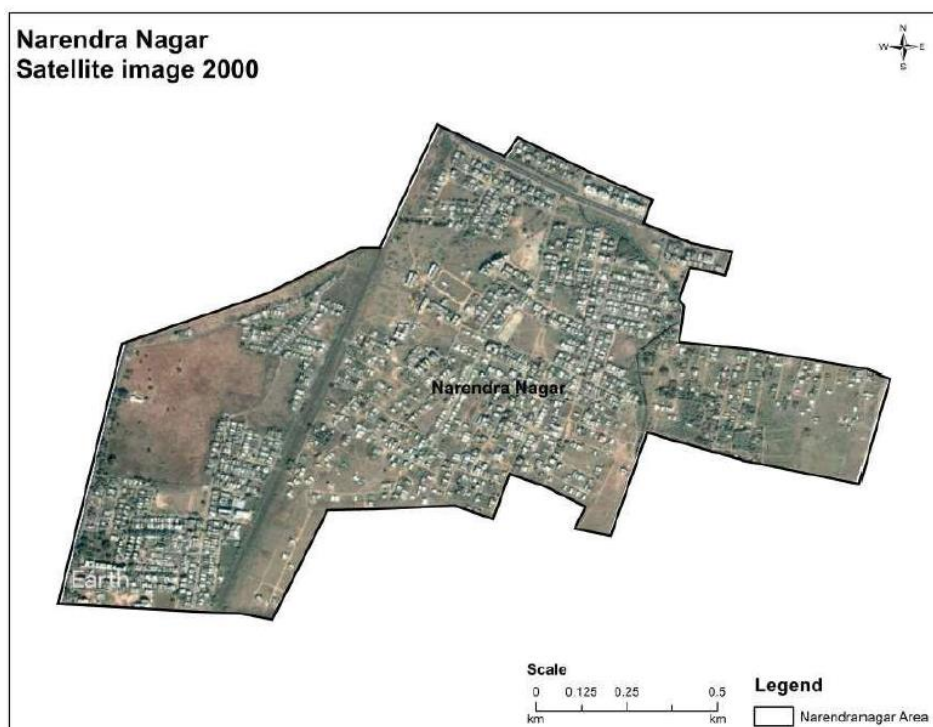 Narendra Nagar
Satellite image 2000
N
W E
S
Narendra Nagar
Earth
Scale
0 0.125 0.25 0.5
km km
Legend
Narendranagar Area